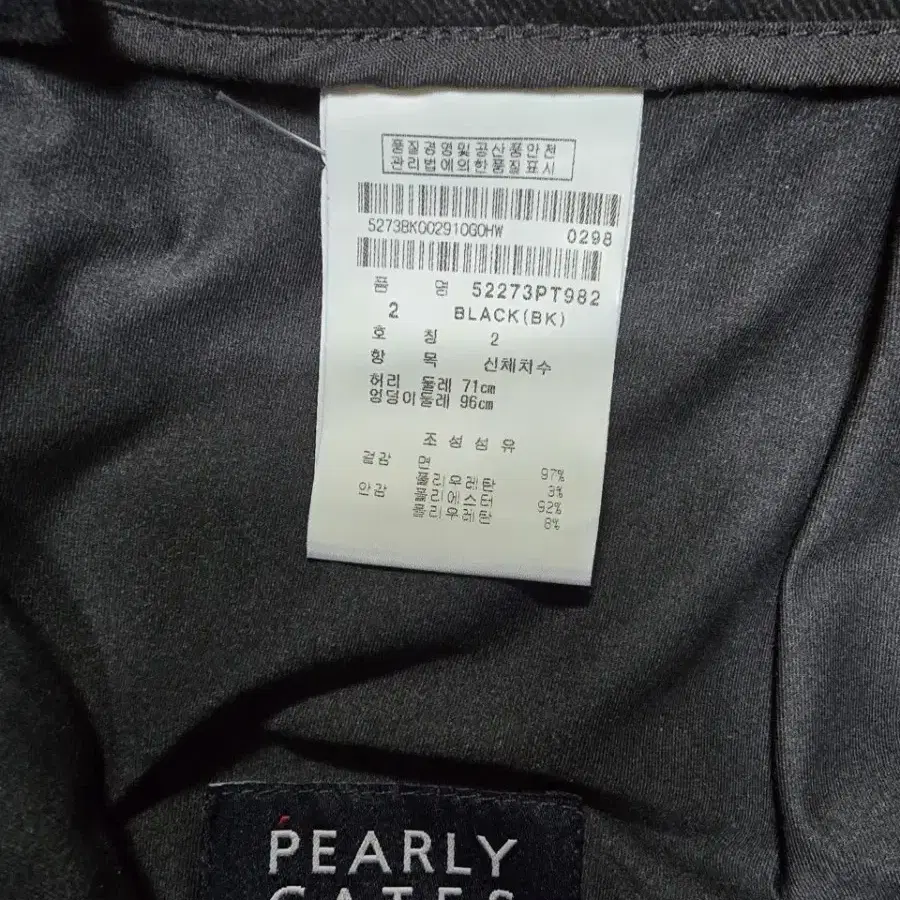 품질경영및공산품안전
관리법에의한품질표시
5273BK002910G0HW 0298
품 명 52273PT982
2 BLACK(BK)
호 칭 2
항 목 신체치수
허리 둘레 71cm
엉덩이둘레 96cm
조 성 섬 유
겉감 면 97%
폴리우레탄 3%
안감 폴리에스터 92%
폴리우레탄 8%
PEARLY
GATES